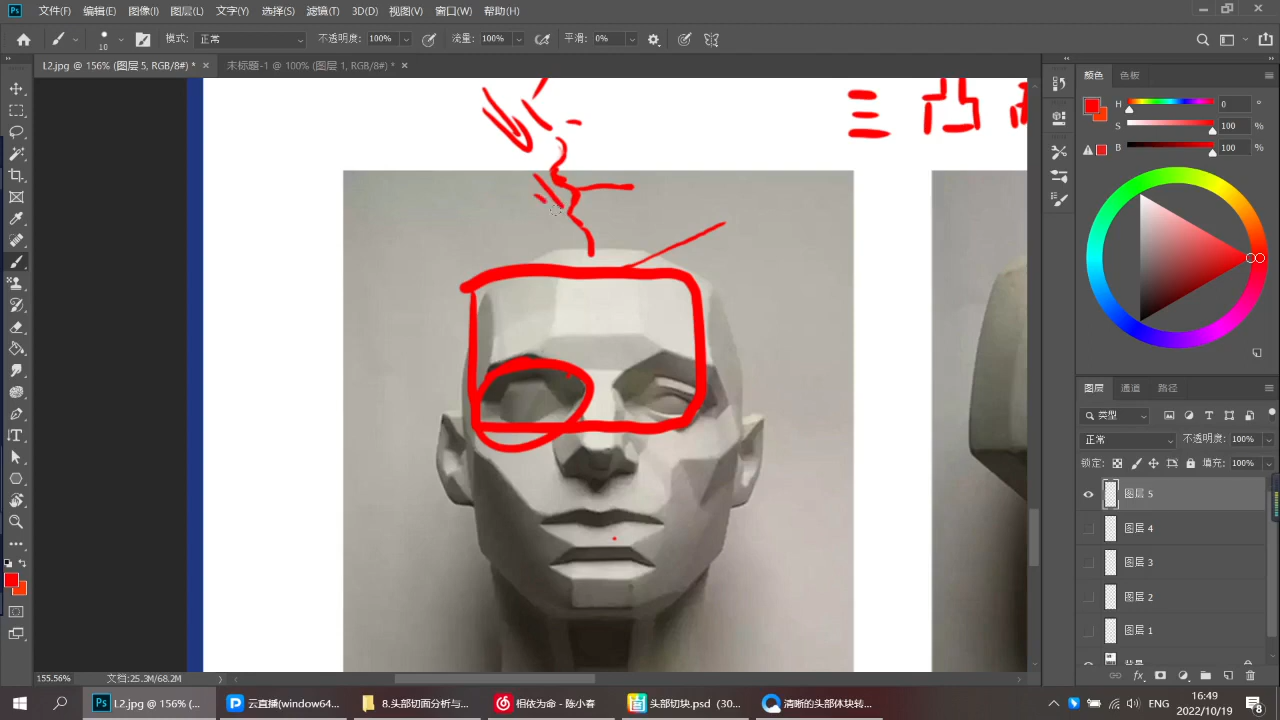 文件(F) 编辑(E) 图像(I) 图层(L) 文字(Y) 选择(S) 滤镜(T) 3D(D) 视图(V) 窗口(W) 帮助(H)
10 模式: 正常 不透明度: 100% 流量: 100% 平滑: 0%
L2.jpg @ 156% (图层 5, RGB/8#) * × 未标题-1 @ 100% (图层 1, RGB/8#) * ×
颜色 色板
H 0 °
S 100 %
B 100 %
三 凸
图层 通道 路径
类型
正常 不透明度: 100%
锁定: 填充: 100%
图层 5
图层 4
图层 3
图层 2
图层 1
背景
155.56% 文档:25.3M/68.2M
L2.jpg @ 156% (... 云直播(window64... 8.头部切面分析与... 相依为命 - 陈小春 头部切块.psd (30... 清晰的头部体块转...
ENG 16:49
2022/10/19
8